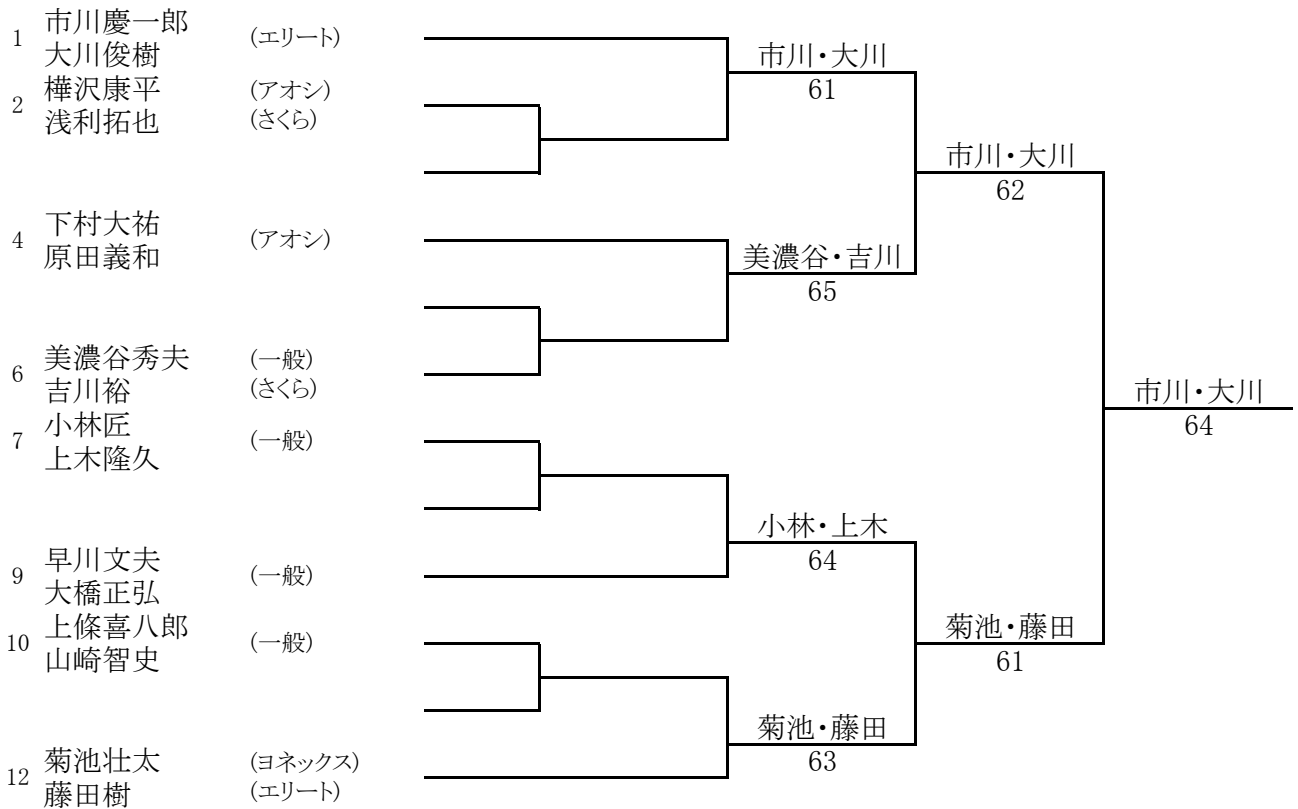 1 市川慶一郎 (エリート)
大川俊樹
2 樺沢康平 (アオシ)
浅利拓也 (さくら)
4 下村大祐 (アオシ)
原田義和
6 美濃谷秀夫 (一般)
吉川裕 (さくら)
7 小林匠 (一般)
上木隆久
9 早川文夫 (一般)
大橋正弘
10 上條喜八郎 (一般)
山崎智史
12 菊池壮太 (ヨネックス)
藤田樹 (エリート)
市川・大川
61
美濃谷・吉川
65
小林・上木
64
菊池・藤田
63
市川・大川
62
菊池・藤田
61
市川・大川
64